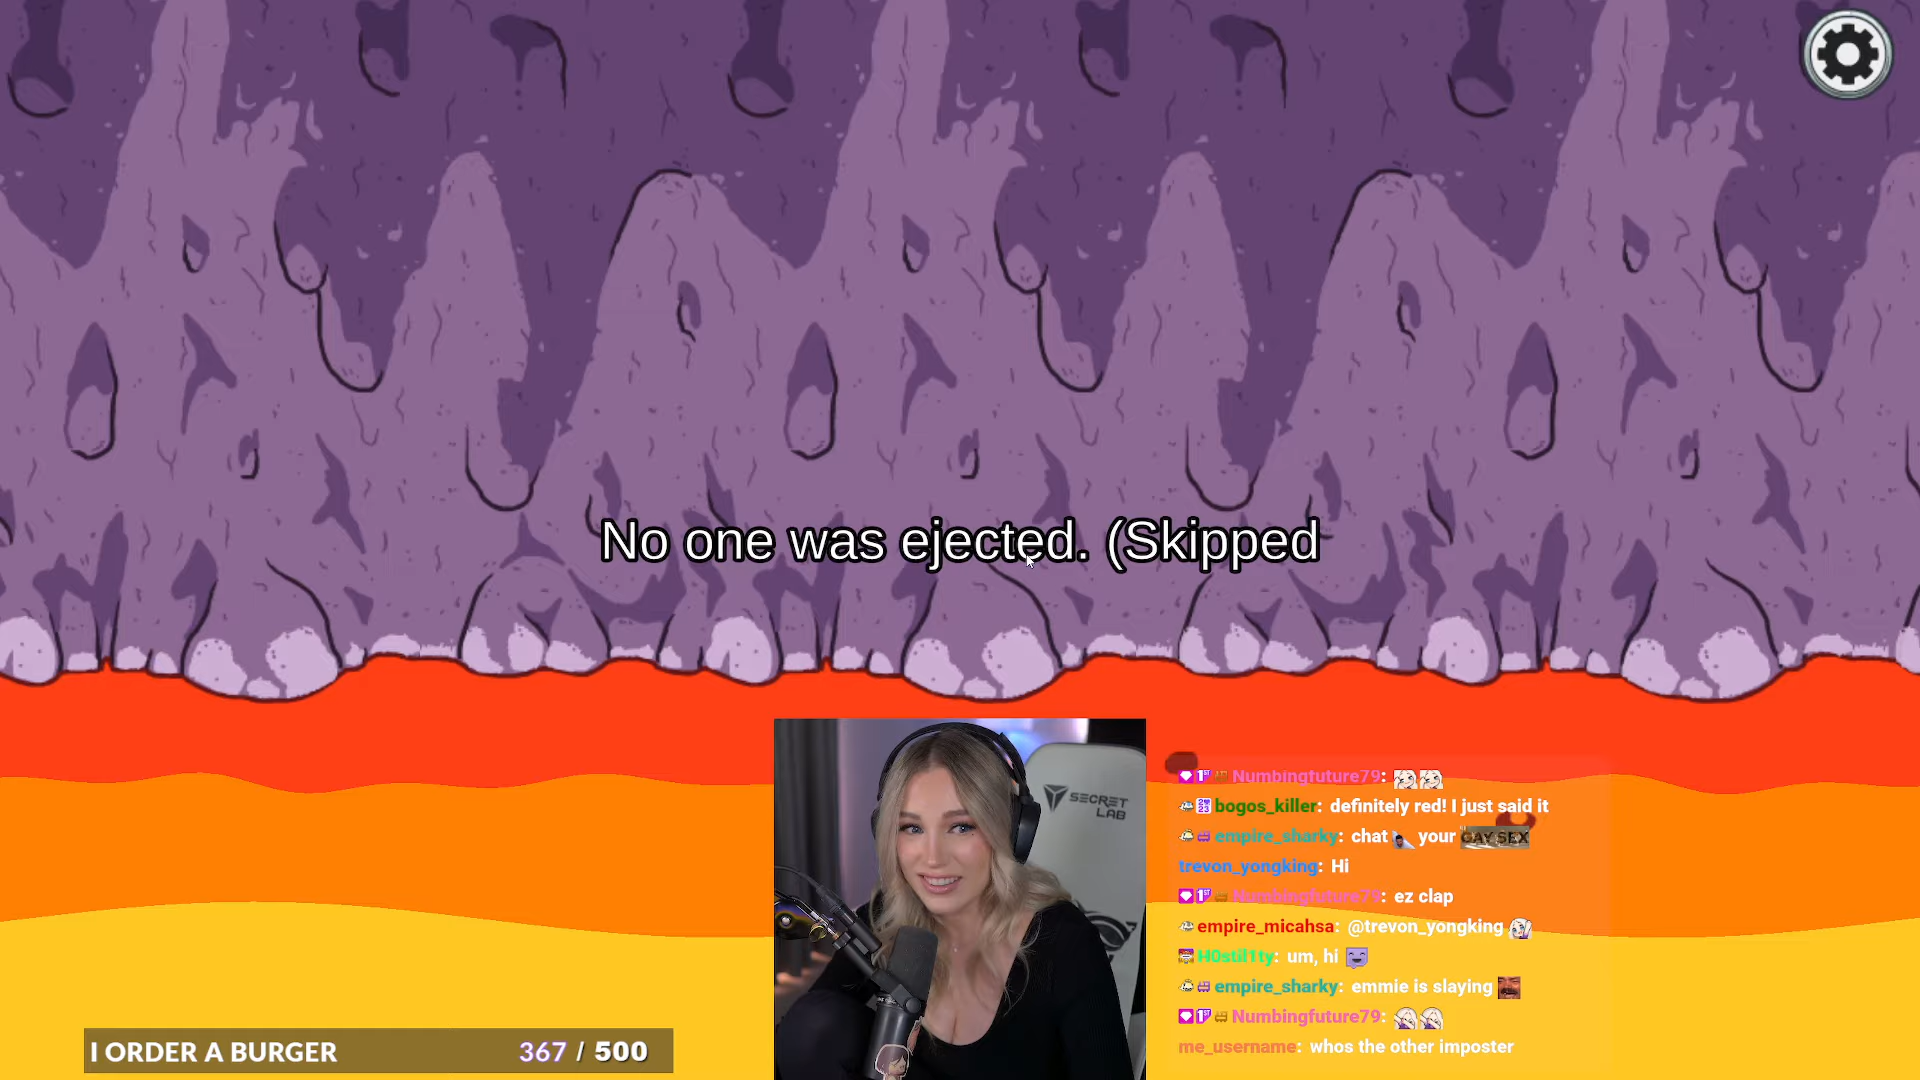 No one was ejected. (Skipped
SECRET
LAB
Numbingfuture79:
bogos_killer: definitely red! I just said it
empire_sharky: chat your GAY SEX
trevon_yongking: Hi
Numbingfuture79: ez clap
empire_micahsa: @trevon_yongking
H0stil1ty: um, hi
empire_sharky: emmie is slaying
Numbingfuture79:
me_username: whos the other imposter
I ORDER A BURGER 367 / 500